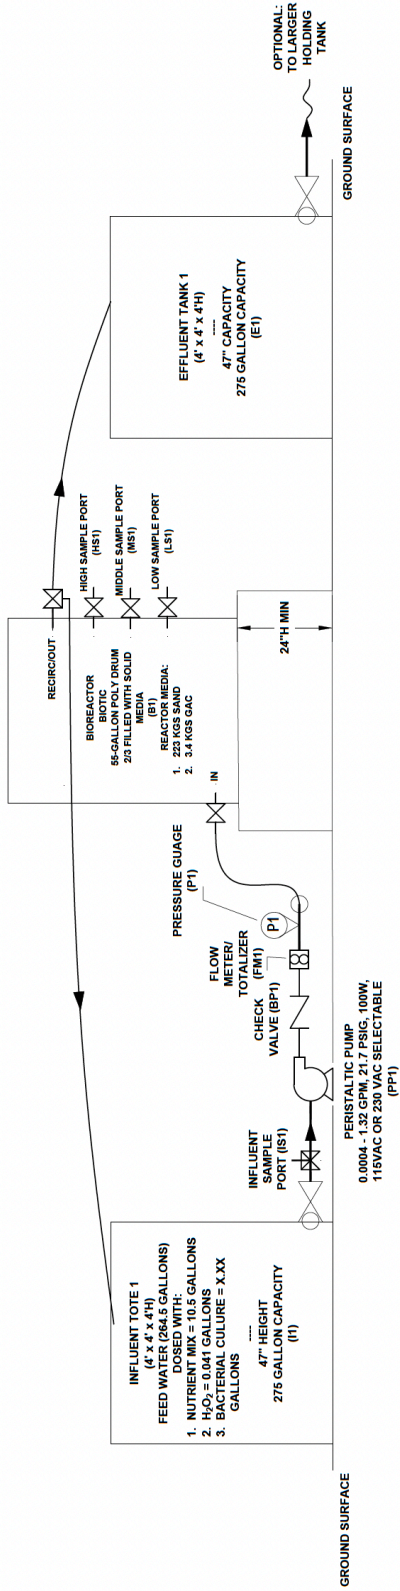 INFLUENT TOTE 1
(4' x 4' x 4'H)
FEED WATER (264.5 GALLONS)
DOSED WITH:
1. NUTRIENT MIX = 10.5 GALLONS
2. H2O2 = 0.041 GALLONS
3. BACTERIAL CULURE = X.XX
GALLONS
----
47" HEIGHT
275 GALLON CAPACITY
(I1)
GROUND SURFACE
INFLUENT
SAMPLE
PORT (IS1)
PERISTALTIC PUMP
0.0004 - 1.32 GPM, 21.7 PSIG, 100W,
115VAC OR 230 VAC SELECTABLE
(PP1)
CHECK
VALVE (BP1)
FLOW
METER/
TOTALIZER
(FM1)
PRESSURE GUAGE
(P1)
P1
IN
RECIRC/OUT
BIOREACTOR
BIOTIC
55-GALLON POLY DRUM
2/3 FILLED WITH SOLID
MEDIA
(B1)
REACTOR MEDIA:
1. 223 KGS SAND
2. 3.4 KGS GAC
HIGH SAMPLE PORT
(HS1)
MIDDLE SAMPLE PORT
(MS1)
LOW SAMPLE PORT
(LS1)
24"H MIN
EFFLUENT TANK 1
(4' x 4' x 4'H)
----
47" CAPACITY
275 GALLON CAPACITY
(E1)
OPTIONAL:
TO LARGER
HOLDING
TANK
GROUND SURFACE